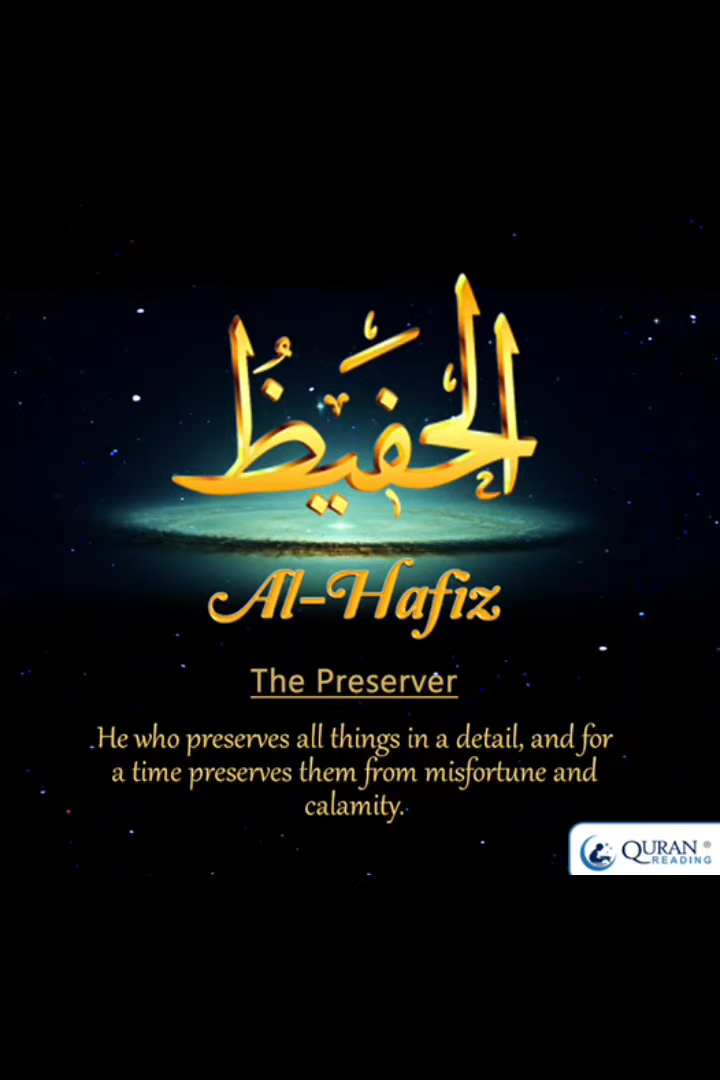 الحَفِيْظُ
Al-Hafiz
The Preserver
He who preserves all things in a detail, and for
a time preserves them from misfortune and
calamity.
QURAN ®
READING